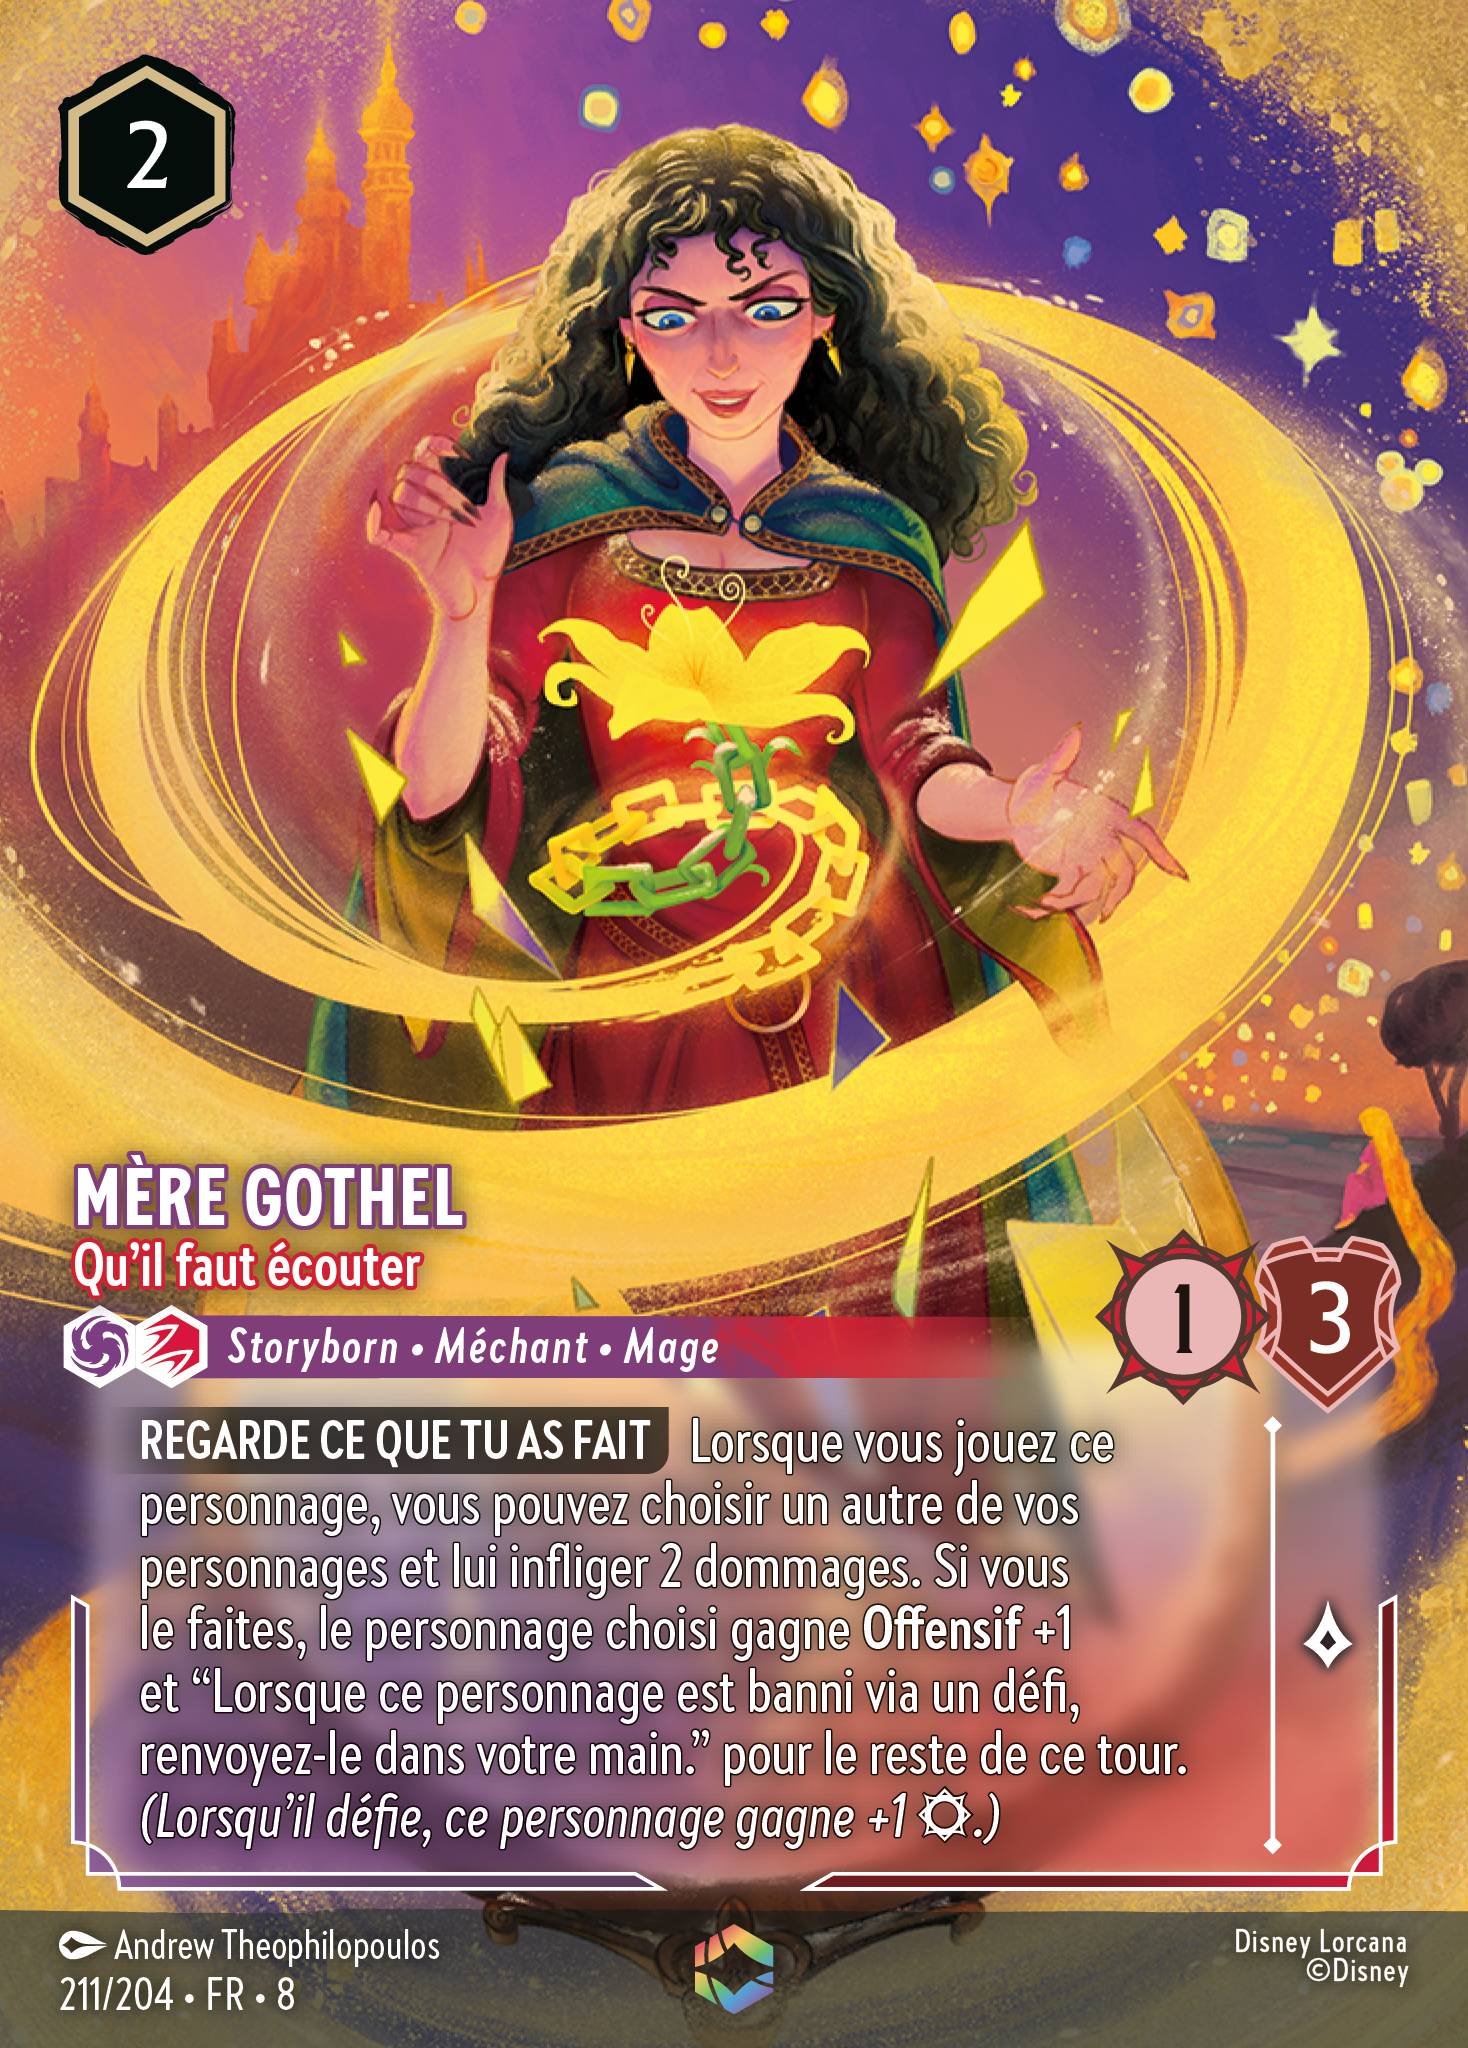 2
MÈRE GOTHEL
Qu’il faut écouter
Storyborn • Méchant • Mage
1
3
REGARDE CE QUE TU AS FAIT Lorsque vous jouez ce
personnage, vous pouvez choisir un autre de vos
personnages et lui infliger 2 dommages. Si vous
le faites, le personnage choisi gagne Offensif +1
et “Lorsque ce personnage est banni via un défi,
renvoyez-le dans votre main.” pour le reste de ce tour.
(Lorsqu’il défie, ce personnage gagne +1 .)
Andrew Theophilopoulos
211/204 • FR • 8
Disney Lorcana
©Disney